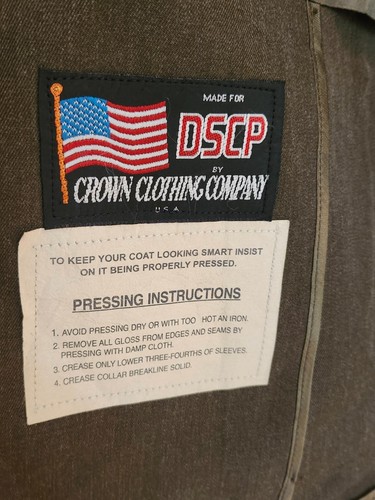 MADE FOR
DSCP
BY
CROWN CLOTHING COMPANY
U.S.A.
TO KEEP YOUR COAT LOOKING SMART INSIST
ON IT BEING PROPERLY PRESSED.
PRESSING INSTRUCTIONS
1. AVOID PRESSING DRY OR WITH TOO HOT AN IRON.
2. REMOVE ALL GLOSS FROM EDGES AND SEAMS BY
PRESSING WITH DAMP CLOTH.
3. CREASE ONLY LOWER THREE-FOURTHS OF SLEEVES.
4. CREASE COLLAR BREAKLINE SOLID.